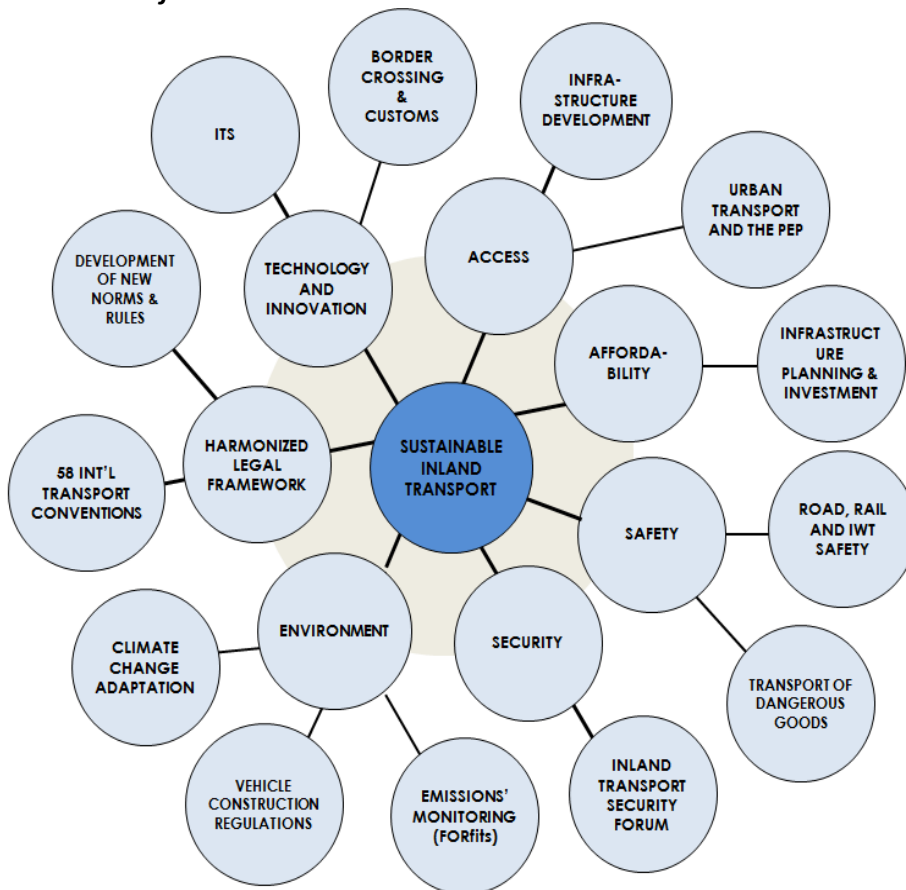 BORDER
CROSSING
&
CUSTOMS
INFRA-
STRUCTURE
DEVELOPMENT
ITS
URBAN
TRANSPORT
AND THE PEP
DEVELOPMENT
OF NEW
NORMS &
RULES
TECHNOLOGY
AND
INNOVATION
ACCESS
AFFORDA-
BILITY
INFRASTRUCT
URE
PLANNING &
INVESTMENT
58 INT'L
TRANSPORT
CONVENTIONS
HARMONIZED
LEGAL
FRAMEWORK
SUSTAINABLE
INLAND
TRANSPORT
SAFETY
ROAD, RAIL
AND IWT
SAFETY
CLIMATE
CHANGE
ADAPTATION
ENVIRONMENT
SECURITY
TRANSPORT OF
DANGEROUS
GOODS
VEHICLE
CONSTRUCTION
REGULATIONS
EMISSIONS'
MONITORING
(FORfits)
INLAND
TRANSPORT
SECURITY
FORUM